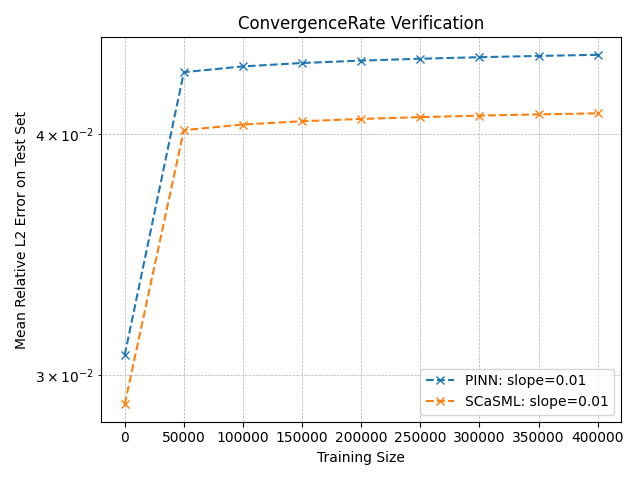 ConvergenceRate Verification
Mean Relative L2 Error on Test Set
4 × 10⁻²
3 × 10⁻²
PINN: slope=0.01
SCaSML: slope=0.01
0 50000 100000 150000 200000 250000 300000 350000 400000
Training Size